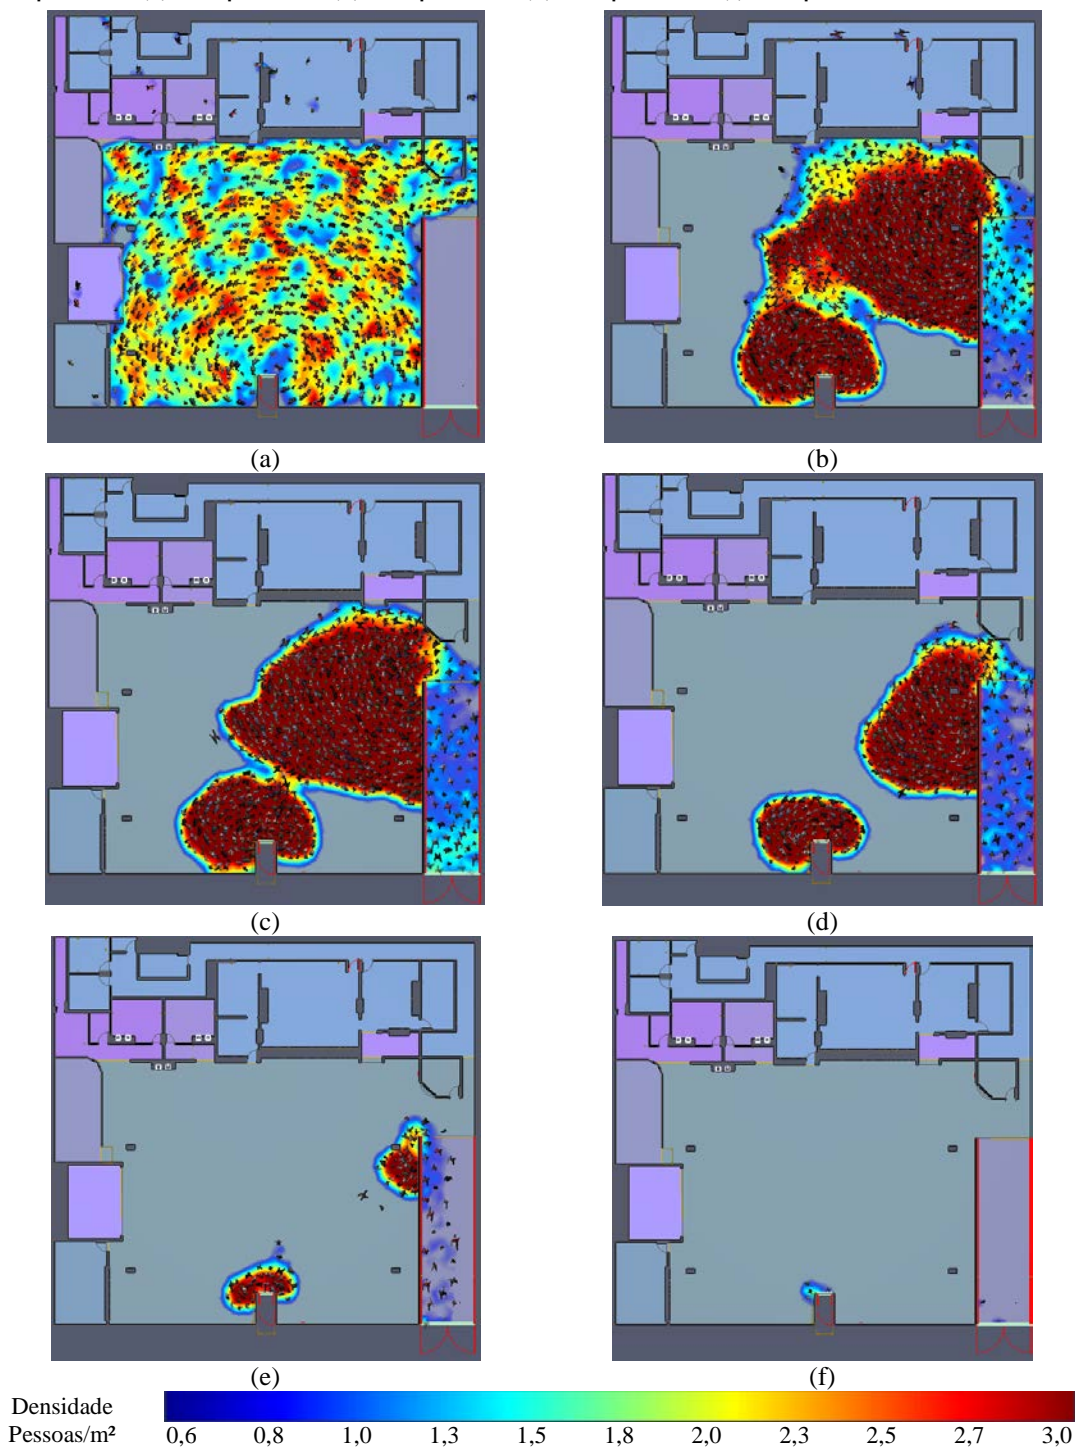 (a)
(b)
(c)
(d)
(e)
(f)
Densidade
Pessoas/m²
0,6 0,8 1,0 1,3 1,5 1,8 2,0 2,3 2,5 2,7 3,0